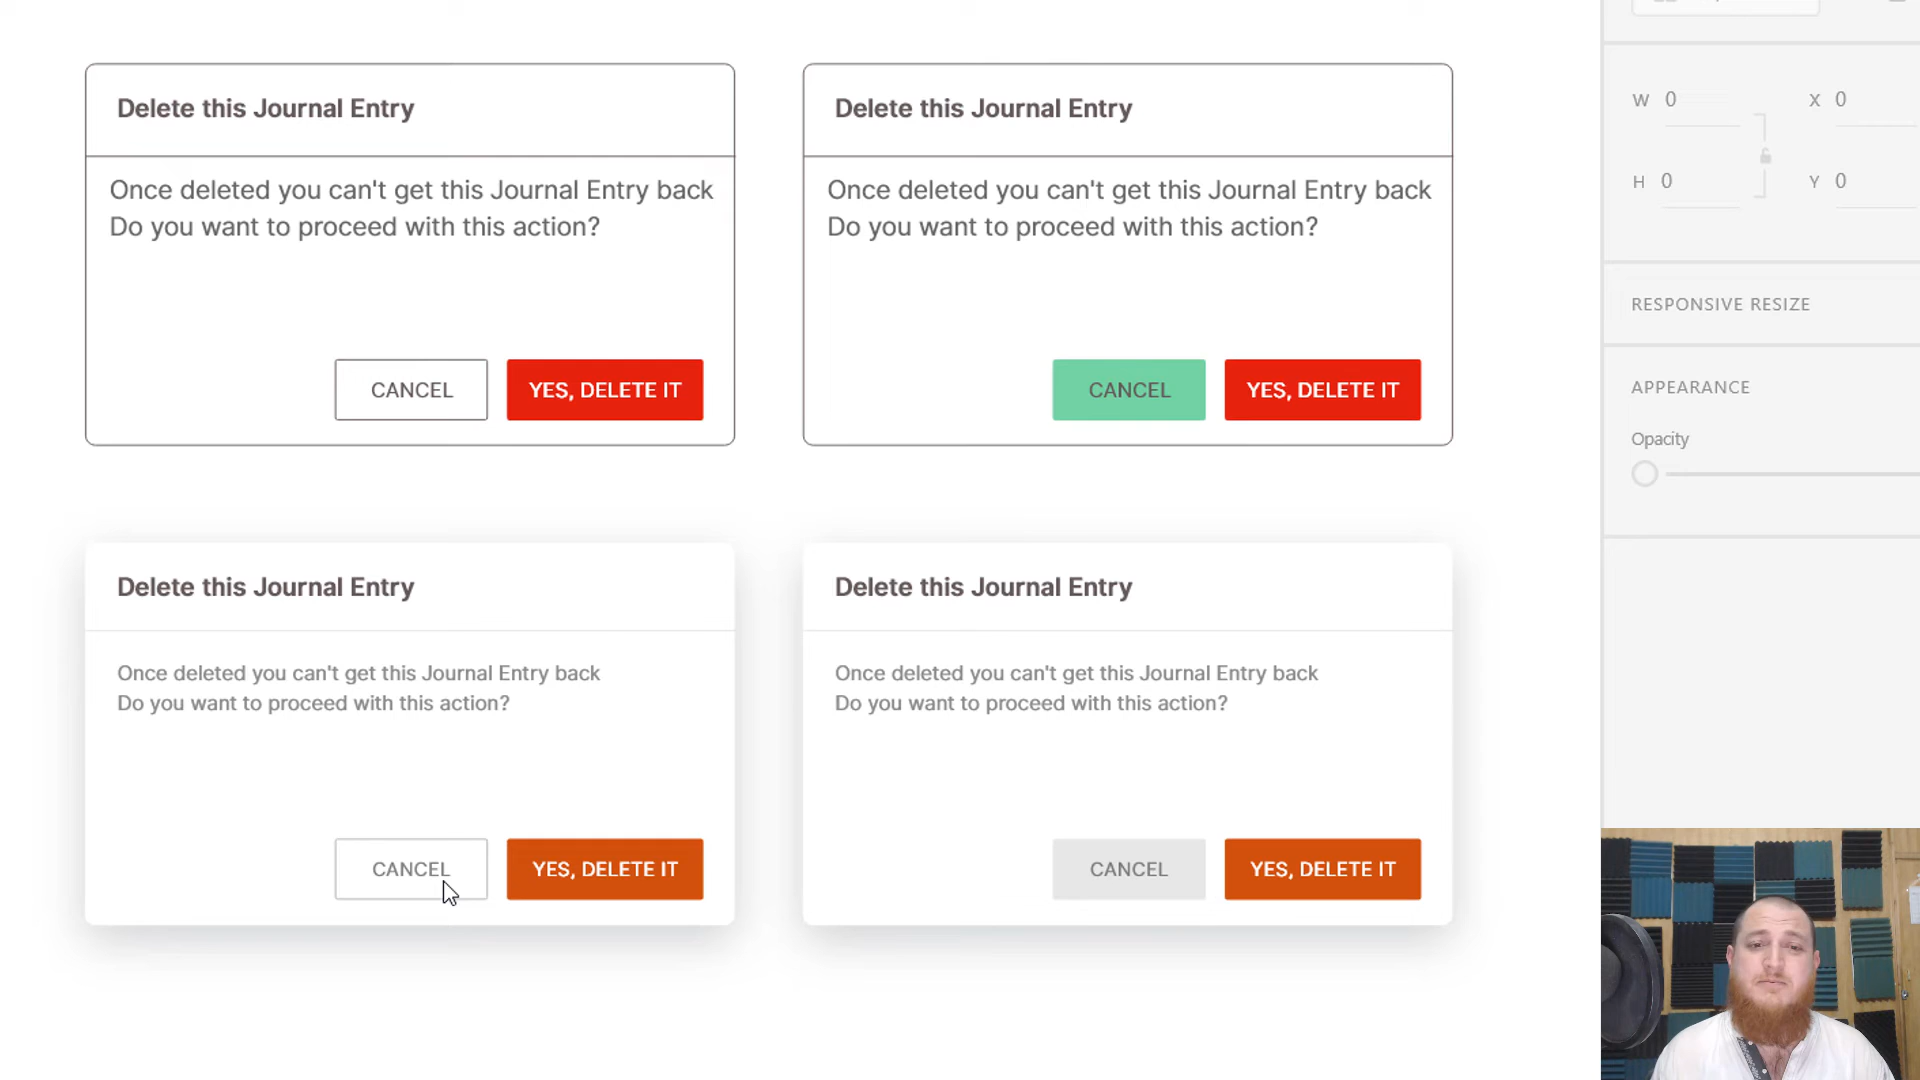 Delete this Journal Entry
Once deleted you can't get this Journal Entry back
Do you want to proceed with this action?
CANCEL
YES, DELETE IT
Delete this Journal Entry
Once deleted you can't get this Journal Entry back
Do you want to proceed with this action?
CANCEL
YES, DELETE IT
Delete this Journal Entry
Once deleted you can't get this Journal Entry back
Do you want to proceed with this action?
CANCEL
YES, DELETE IT
Delete this Journal Entry
Once deleted you can't get this Journal Entry back
Do you want to proceed with this action?
CANCEL
YES, DELETE IT
W 0
X 0
H 0
Y 0
RESPONSIVE RESIZE
APPEARANCE
Opacity